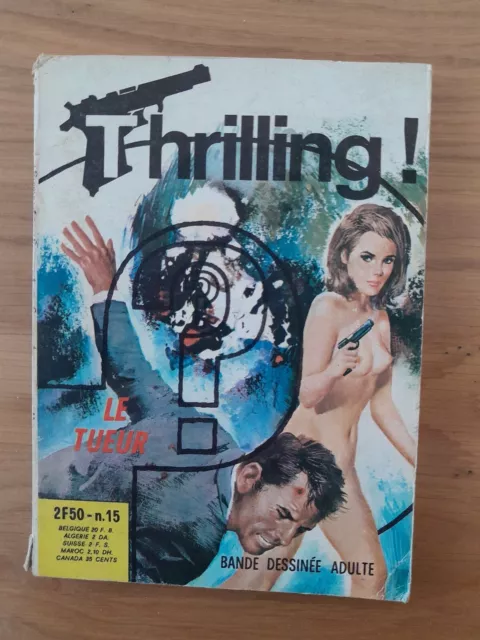 Thrilling!
LE
TUEUR
2F50 - n.15
BELGIQUE 20 F. B.
ALGERIE 2 DA.
SUISSE 2 F. S.
MAROC 2,10 DH.
CANADA 35 CENTS
BANDE DESSINÉE ADULTE